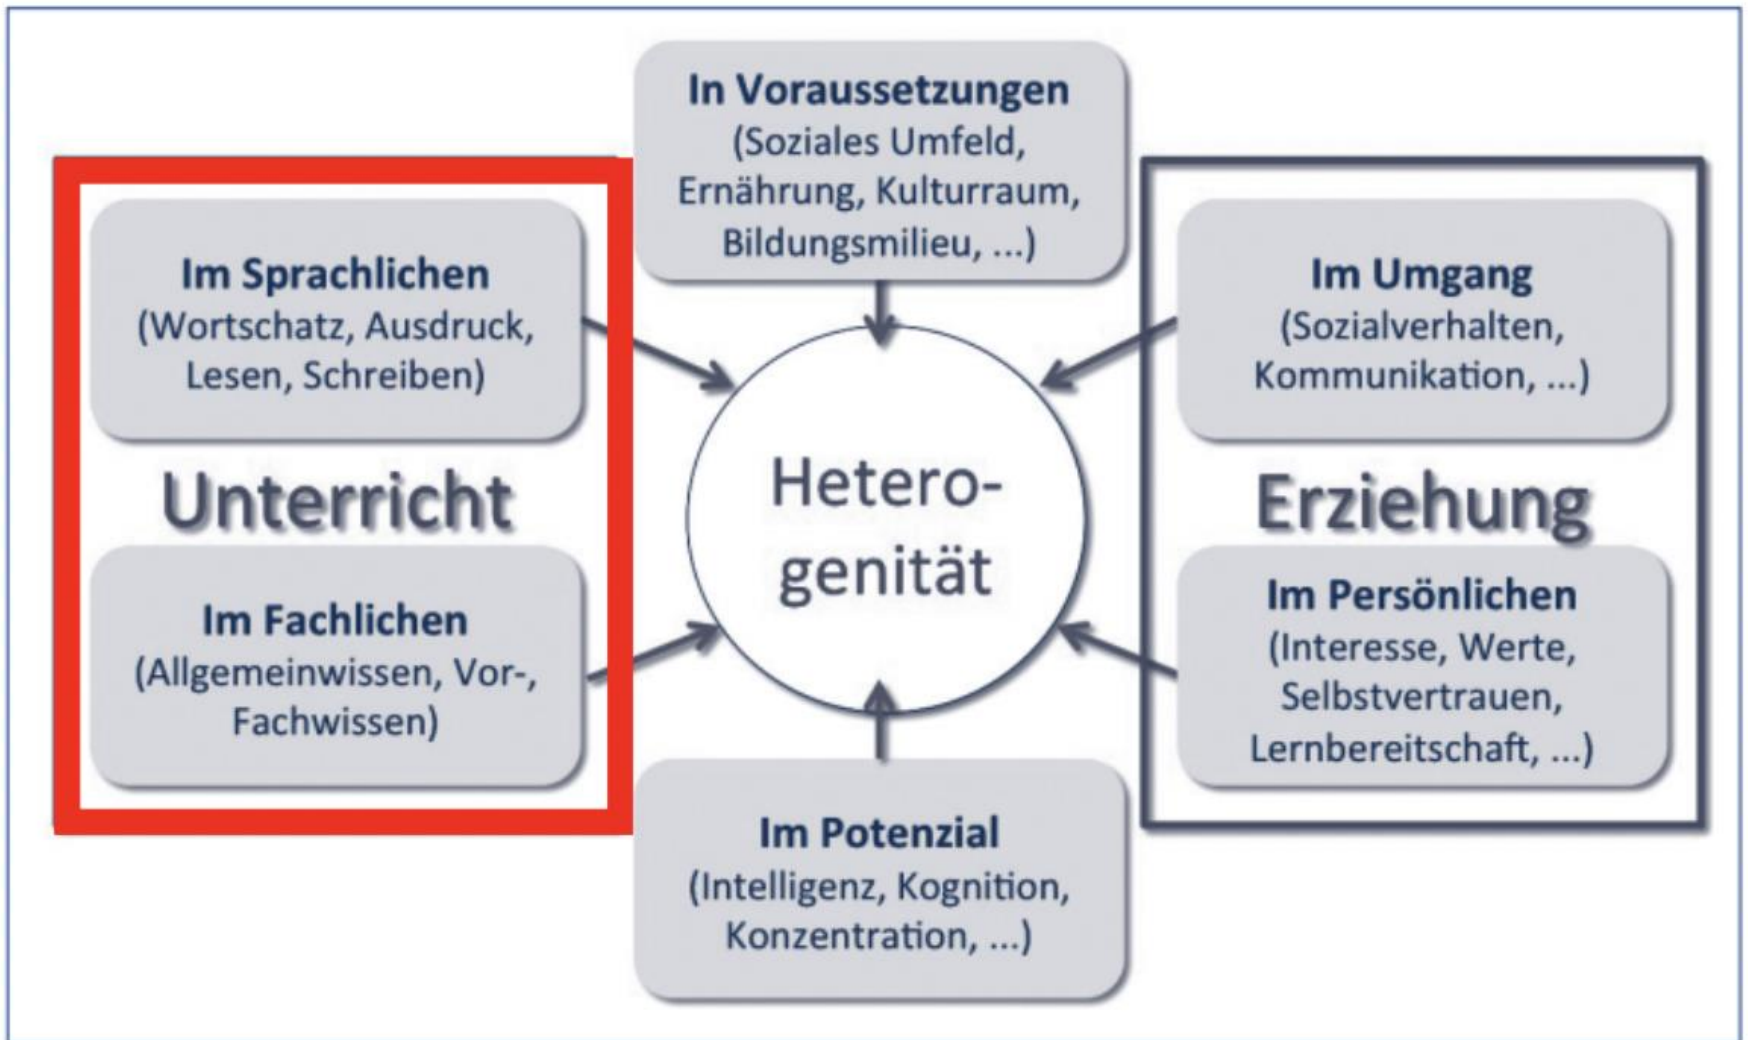 In Voraussetzungen
(Soziales Umfeld,
Ernährung, Kulturraum,
Bildungsmilieu, ...)
Im Sprachlichen
(Wortschatz, Ausdruck,
Lesen, Schreiben)
Unterricht
Im Fachlichen
(Allgemeinwissen, Vor-,
Fachwissen)
Hetero-
genität
Im Umgang
(Sozialverhalten,
Kommunikation, ...)
Erziehung
Im Persönlichen
(Interesse, Werte,
Selbstvertrauen,
Lernbereitschaft, ...)
Im Potenzial
(Intelligenz, Kognition,
Konzentration, ...)